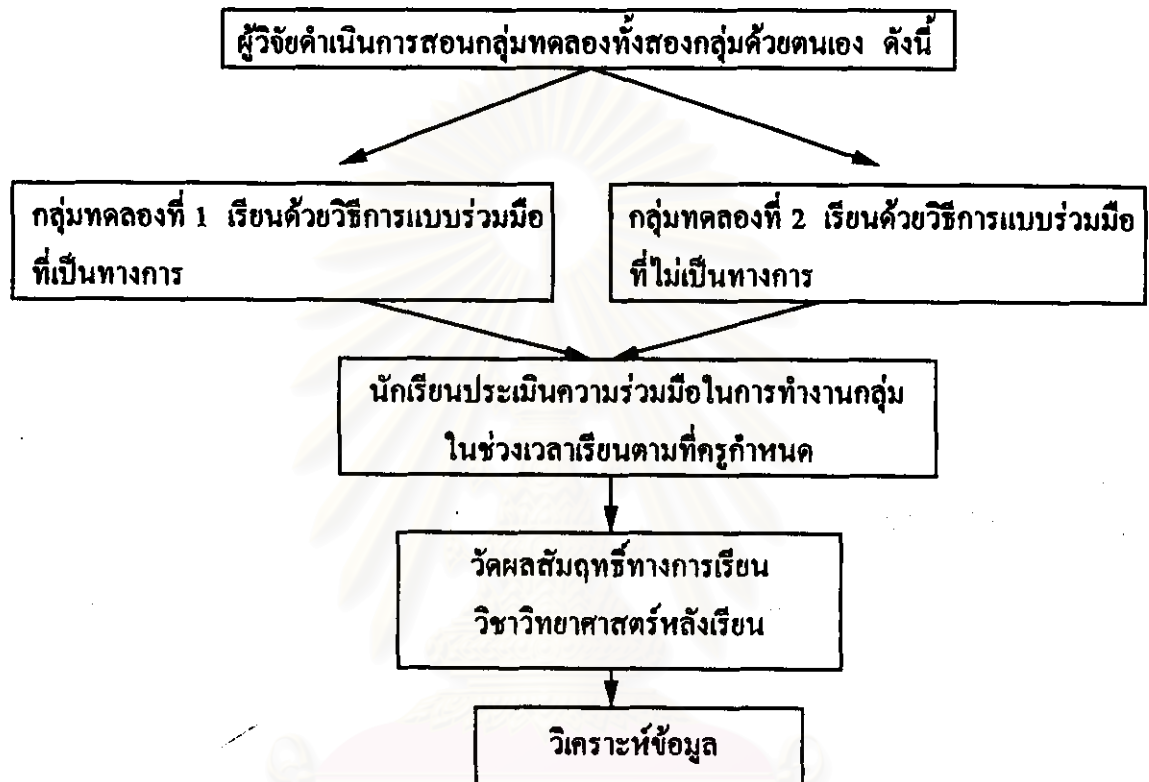 ผู้วิจัยดำเนินการสอนกลุ่มทดลองทั้งสองกลุ่มด้วยตนเอง ดังนี้
กลุ่มทดลองที่ 1 เรียนด้วยวิธีการแบบร่วมมือ
ที่เป็นทางการ
กลุ่มทดลองที่ 2 เรียนด้วยวิธีการแบบร่วมมือ
ที่ไม่เป็นทางการ
นักเรียนประเมินความร่วมมือในการทำงานกลุ่ม
ในช่วงเวลาเรียนตามที่ครูกำหนด
วัดผลสัมฤทธิ์ทางการเรียน
วิชาวิทยาศาสตร์หลังเรียน
วิเคราะห์ข้อมูล